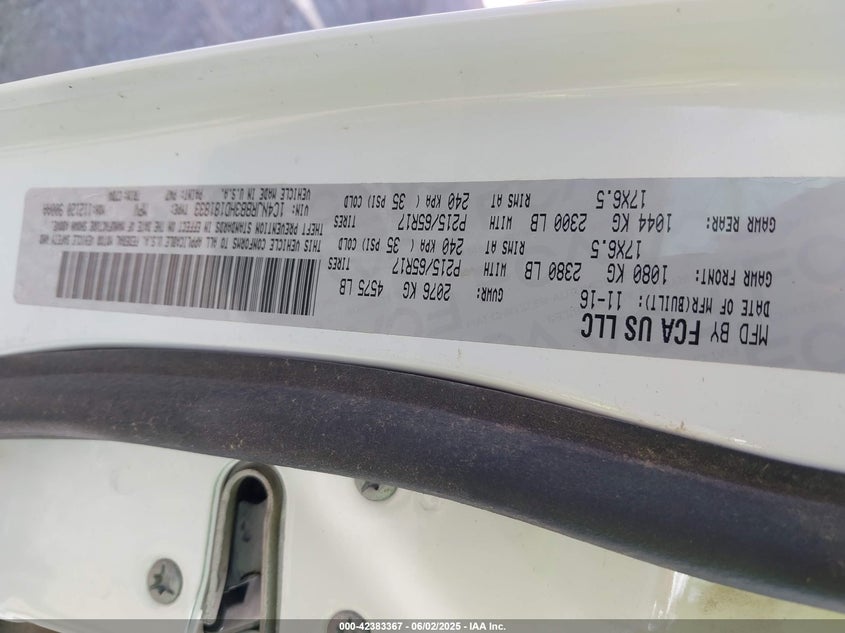 MFD BY FCA US LLC
DATE OF MFR(BUILT): 11-16 GVWR: 2076 KG 4575 LB
GAWR FRONT: 1080 KG 2380 LB WITH P215/65R17 TIRES
17X6.5 RIMS AT 240 KPA ( 35 PSI) COLD
GAWR REAR: 1044 KG 2300 LB WITH P215/65R17 TIRES
17X6.5 RIMS AT 240 KPA ( 35 PSI) COLD
THIS VEHICLE CONFORMS TO ALL APPLICABLE U.S.A. FEDERAL MOTOR VEHICLE SAFETY AND
THEFT PREVENTION STANDARDS IN EFFECT ON THE DATE OF MANUFACTURE SHOWN ABOVE.
VIN: TYPE: MPV
VEHICLE MADE IN U.S.A. PAINT: PW7
000-42383367 - 06/02/2025 - IAA Inc.